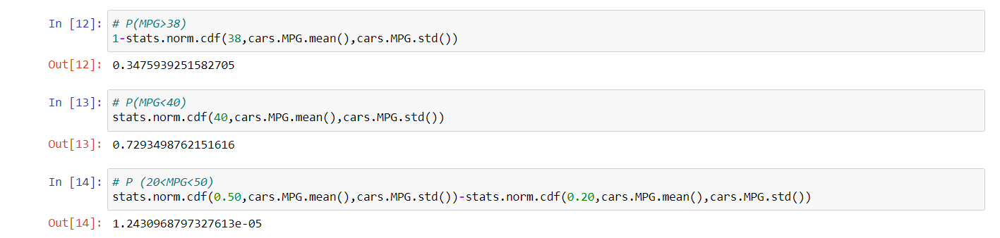 In [12]: # P(MPG>38)
1-stats.norm.cdf(38,cars.MPG.mean(),cars.MPG.std())
Out[12]: 0.3475939251582705
In [13]: # P(MPG<40)
stats.norm.cdf(40,cars.MPG.mean(),cars.MPG.std())
Out[13]: 0.7293498762151616
In [14]: # P (20<MPG<50)
stats.norm.cdf(0.50,cars.MPG.mean(),cars.MPG.std())-stats.norm.cdf(0.20,cars.MPG.mean(),cars.MPG.std())
Out[14]: 1.2430968797327613e-05